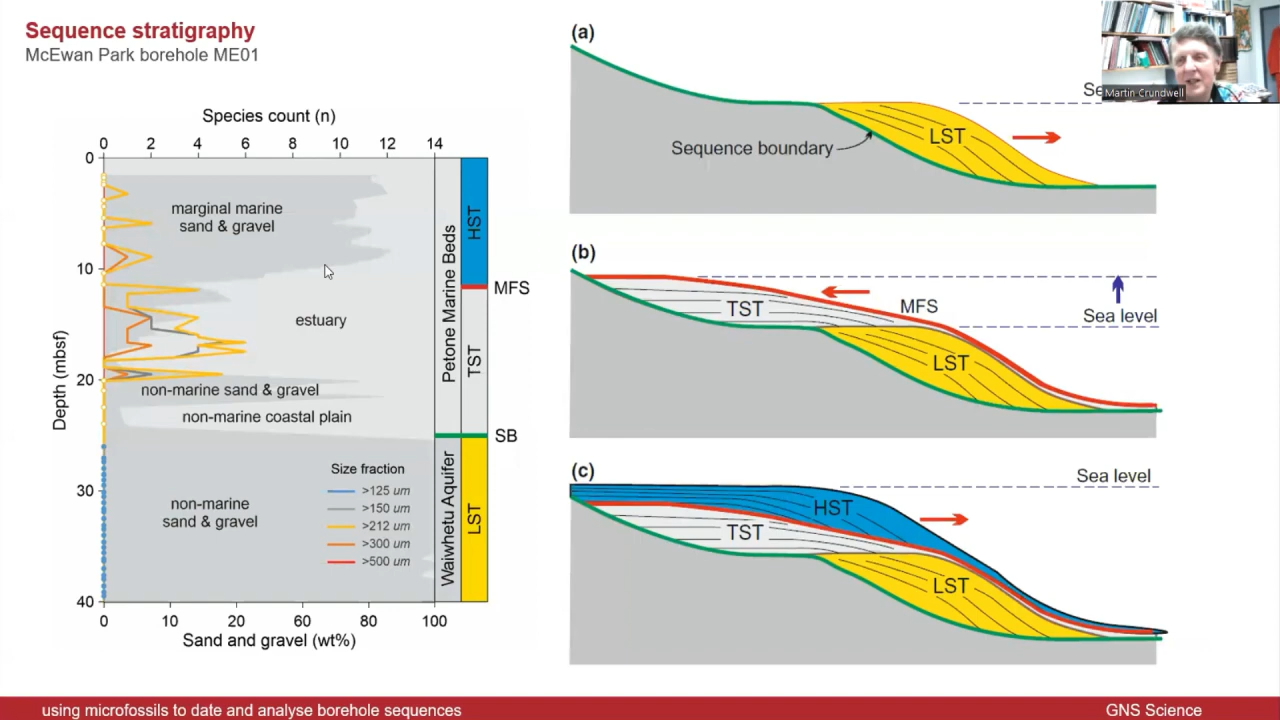 Sequence stratigraphy
McEwan Park borehole ME01
Species count (n)
0 2 4 6 8 10 12 14
0
10
20
30
40
Depth (mbsf)
marginal marine
sand & gravel
estuary
non-marine sand & gravel
non-marine coastal plain
non-marine
sand & gravel
Size fraction
>125 um
>150 um
>212 um
>300 um
>500 um
Petone Marine Beds
Waiwhetu Aquifer
HST
TST
LST
MFS
SB
0 10 20 60 80 100
Sand and gravel (wt%)
(a)
Sequence boundary
LST
Martin Crundwell
(b)
TST
MFS
LST
Sea level
(c)
Sea level
HST
TST
LST
using microfossils to date and analyse borehole sequences
GNS Science